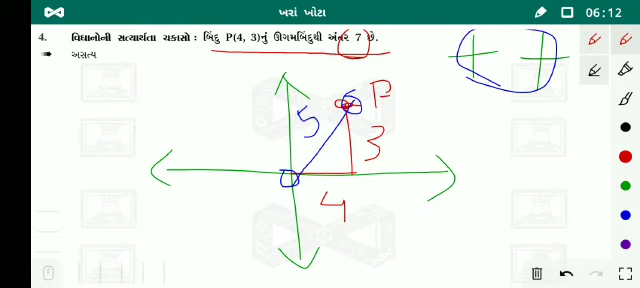 ખરાં ખોટા
06:12
4. વિધાનોની સત્યાર્થતા ચકાસો : બિંદુ P(4, 3)નું ઊગમબિંદુથી અંતર 7 છે.
અસત્ય
P
5
3
4